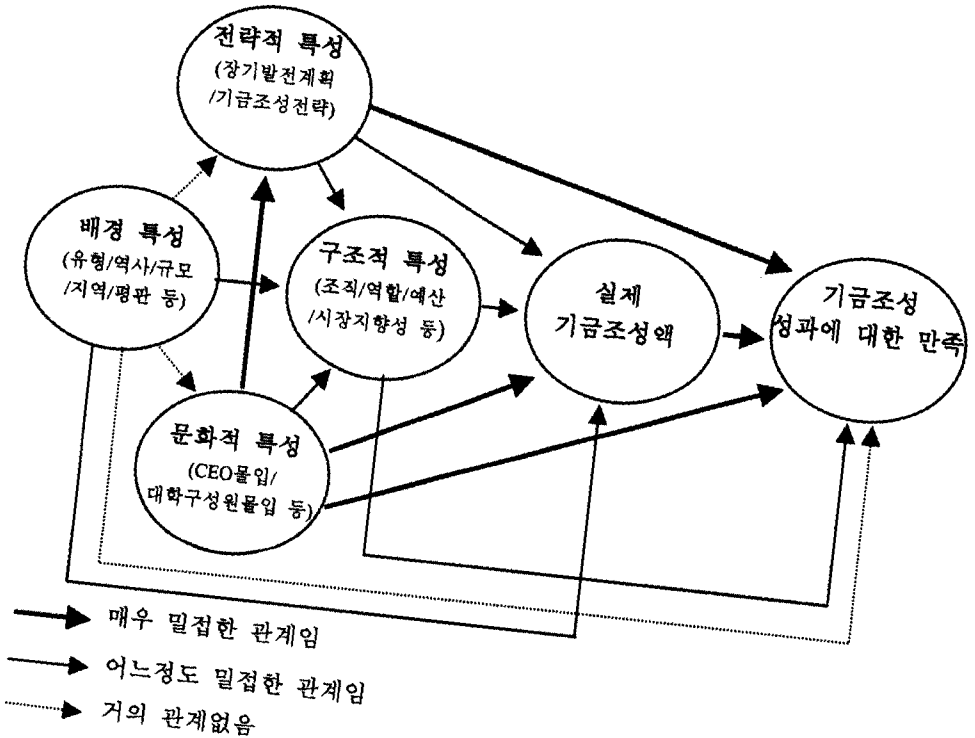 전략적 특성
(장기발전계획
/기금조성전략)
배경 특성
(유형/역사/규모
/지역/평판 등)
구조적 특성
(조직/역할/예산
/시장지향성 등)
실제
기금조성액
기금조성
성과에 대한 만족
문화적 특성
(CEO몰입/
대학구성원몰입 등)
매우 밀접한 관계임
어느정도 밀접한 관계임
거의 관계없음